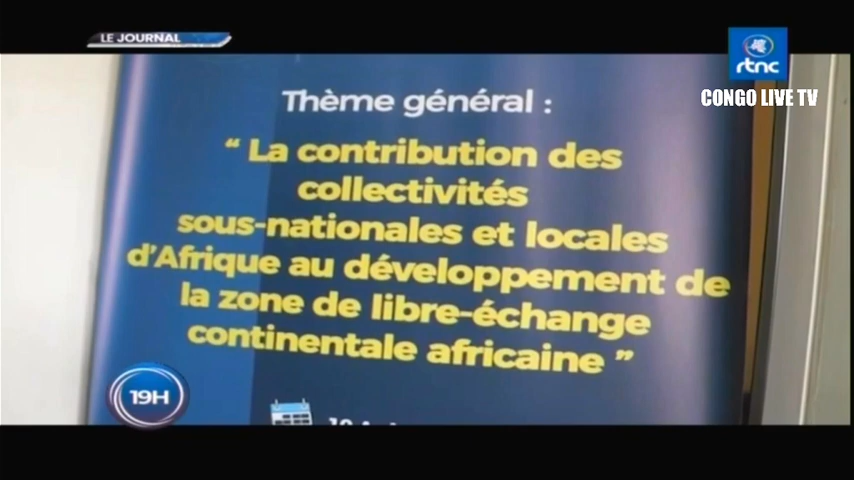 LE JOURNAL
rtnc
CONGO LIVE TV
Thème général :
“ La contribution des
collectivités
sous-nationales et locales
d’Afrique au développement de
la zone de libre-échange
continentale africaine ”
19H